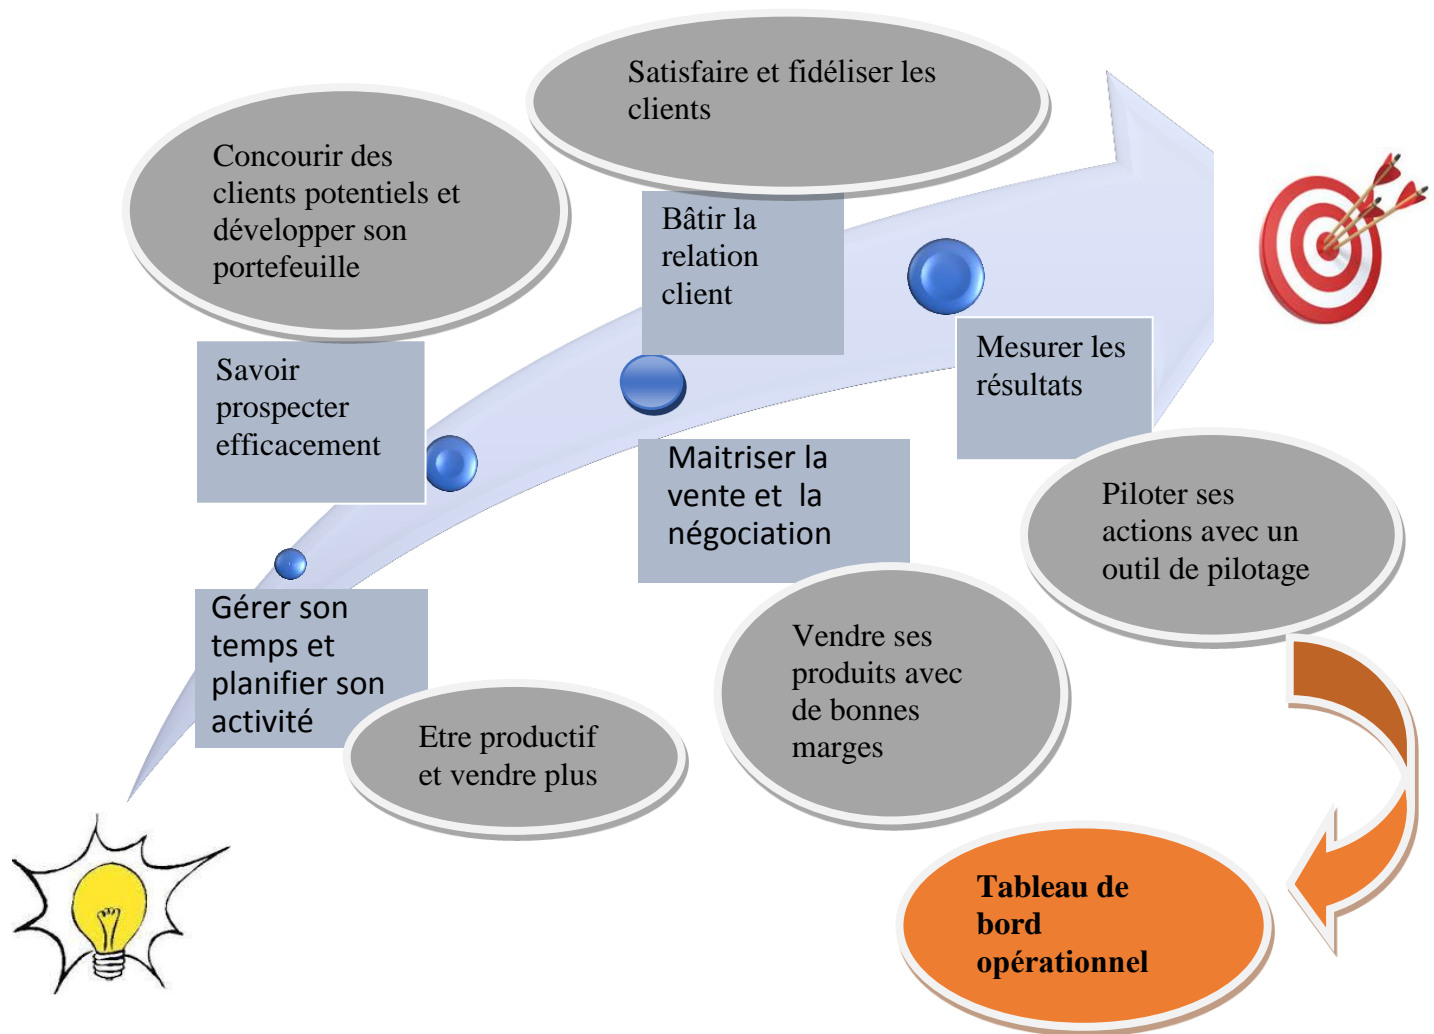 Satisfaire et fidéliser les
clients
Concourir des
clients potentiels et
développer son
portefeuille
Bâtir la
relation
client
Savoir
prospecter
efficacement
Mesurer les
résultats
Maitriser la
vente et la
négociation
Piloter ses
actions avec un
outil de pilotage
Gérer son
temps et
planifier son
activité
Vendre ses
produits avec
de bonnes
marges
Etre productif
et vendre plus
Tableau de
bord
opérationnel